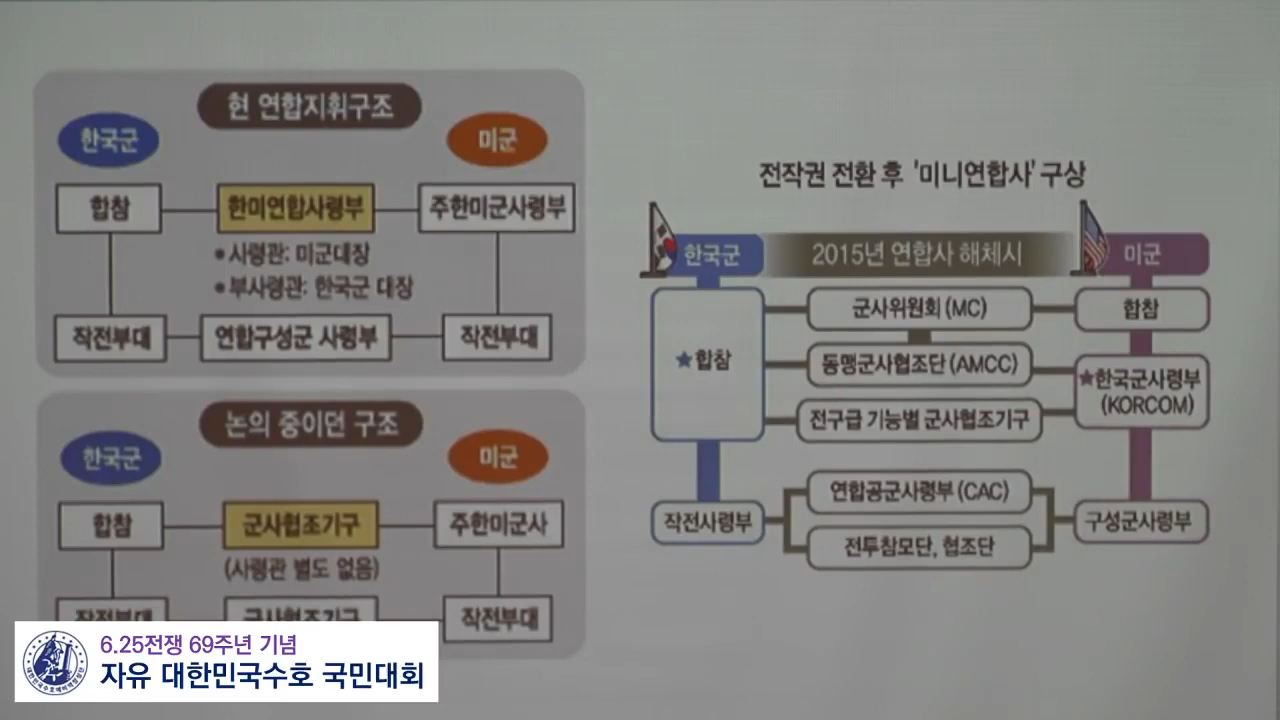 현 연합지휘구조
한국군
미군
합참
한미연합사령부
주한미군사령부
• 사령관: 미군대장
• 부사령관: 한국군 대장
작전부대
연합구성군 사령부
작전부대
논의 중이던 구조
한국군
미군
합참
군사협조기구
주한미군사
(사령관 별도 없음)
작전부대
군사협조기구
작전부대
전작권 전환 후 '미니연합사' 구상
한국군
2015년 연합사 해체시
미군
군사위원회 (MC)
합참
★합참
동맹군사협조단 (AMCC)
★한국군사령부
(KORCOM)
전구급 기능별 군사협조기구
연합공군사령부 (CAC)
작전사령부
구성군사령부
전투참모단, 협조단
6.25전쟁 69주년 기념
자유 대한민국수호 국민대회